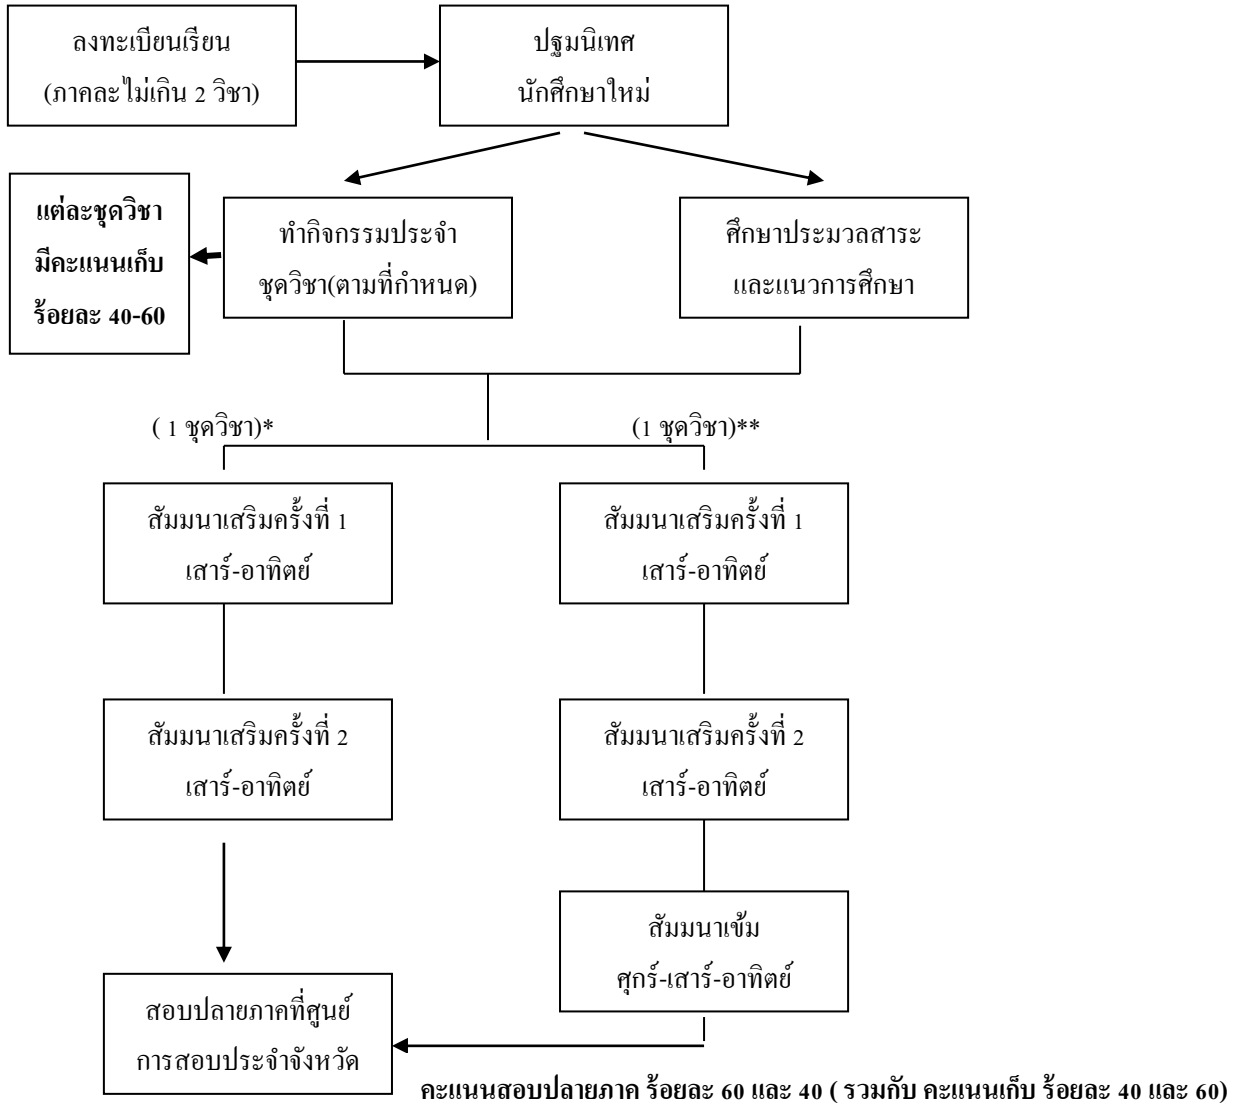 ลงทะเบียนเรียน
(ภาคละไม่เกิน 2 วิชา)
ปฐมนิเทศ
นักศึกษาใหม่
แต่ละชุดวิชา
มีคะแนนเก็บ
ร้อยละ 40-60
ทำกิจกรรมประจำ
ชุดวิชา(ตามที่กำหนด)
ศึกษาประมวลสาระ
และแนวการศึกษา
( 1 ชุดวิชา)*
(1 ชุดวิชา)**
สัมมนาเสริมครั้งที่ 1
เสาร์-อาทิตย์
สัมมนาเสริมครั้งที่ 1
เสาร์-อาทิตย์
สัมมนาเสริมครั้งที่ 2
เสาร์-อาทิตย์
สัมมนาเสริมครั้งที่ 2
เสาร์-อาทิตย์
สัมมนาเข้ม
ศุกร์-เสาร์-อาทิตย์
สอบปลายภาคที่ศูนย์
การสอบประจำจังหวัด
คะแนนสอบปลายภาค ร้อยละ 60 และ 40 ( รวมกับ คะแนนเก็บ ร้อยละ 40 และ 60)